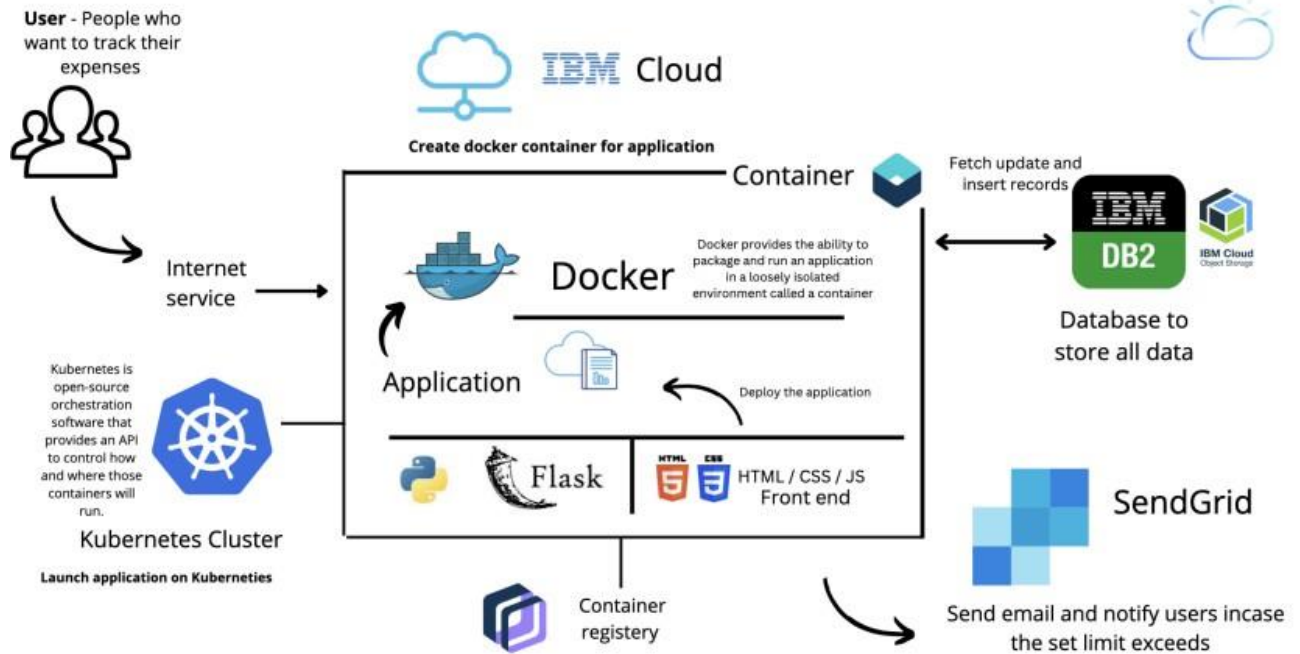 User - People who
want to track their
expenses
IBM Cloud
Create docker container for application
Container
Fetch update and
insert records
IBM
DB2
IBM Cloud
Object Storage
Database to
store all data
Internet
service
Docker
Docker provides the ability to
package and run an application
in a loosely isolated
environment called a container
Application
Deploy the application
Kubernetes is
open-source
orchestration
software that
provides an API
to control how
and where those
containers will
run.
Kubernetes Cluster
Launch application on Kuberneties
Flask
HTML
5
CSS
3
HTML / CSS / JS
Front end
Container
registery
SendGrid
Send email and notify users incase
the set limit exceeds